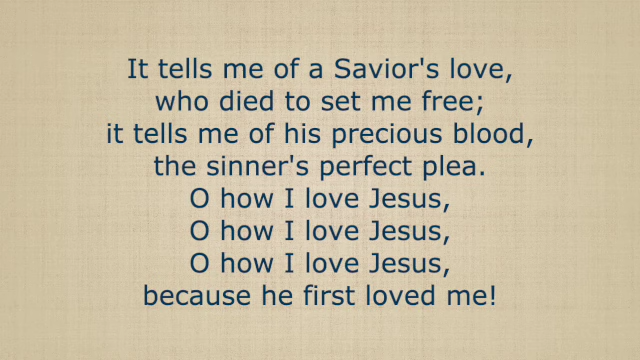 It tells me of a Savior's love,
who died to set me free;
it tells me of his precious blood,
the sinner's perfect plea.
O how I love Jesus,
O how I love Jesus,
O how I love Jesus,
because he first loved me!